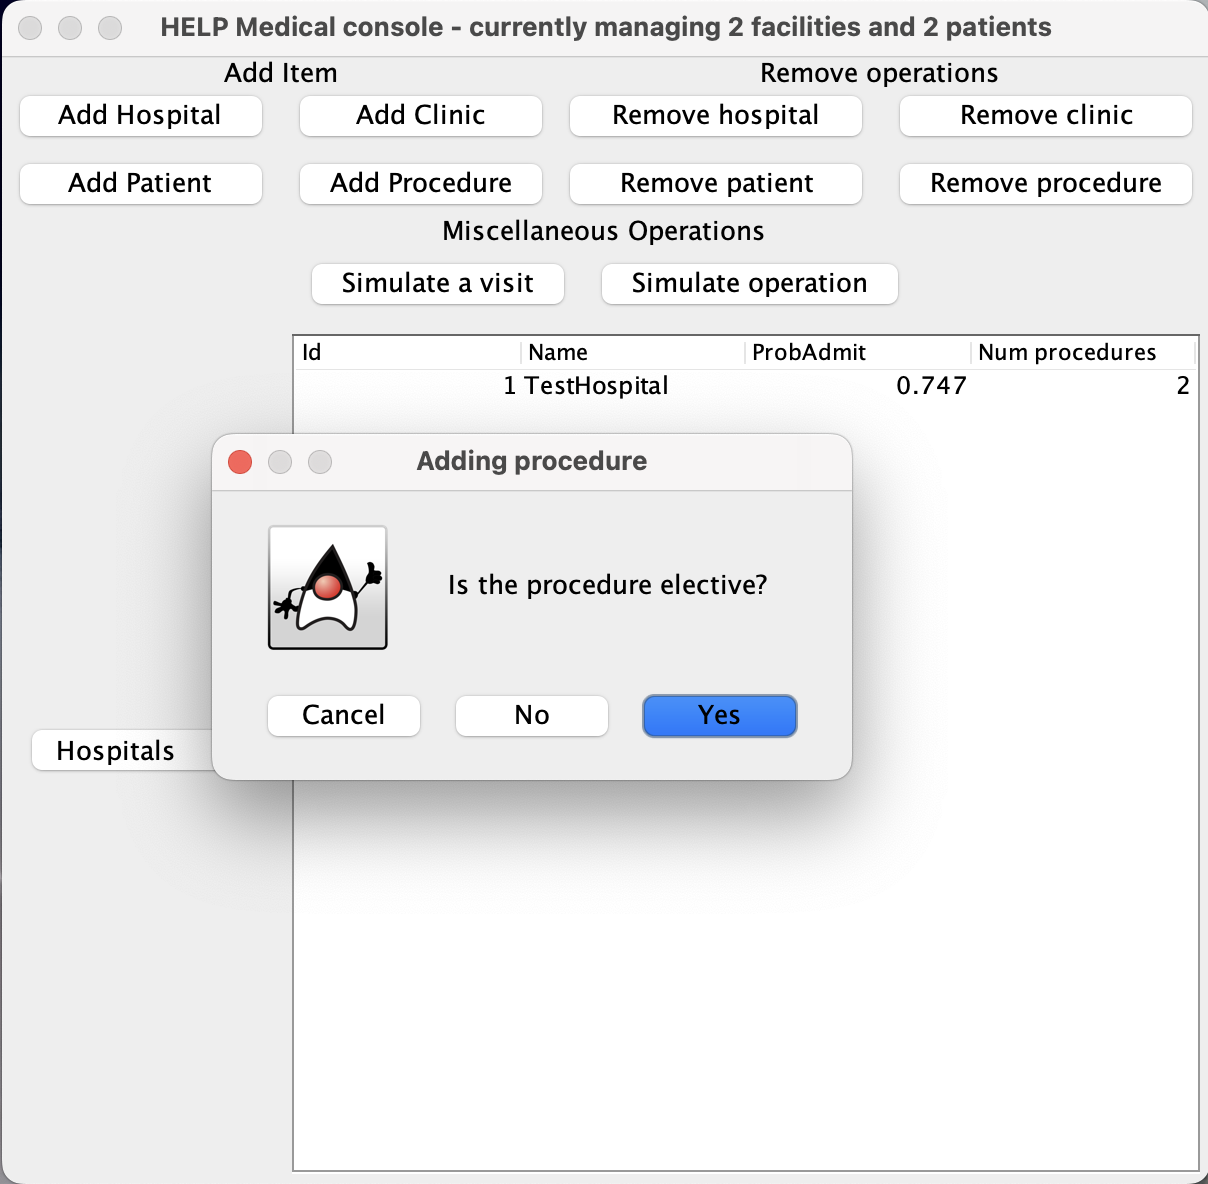 HELP Medical console - currently managing 2 facilities and 2 patients
Add Item Remove operations
Add Hospital Add Clinic Remove hospital Remove clinic
Add Patient Add Procedure Remove patient Remove procedure
Miscellaneous Operations
Simulate a visit Simulate operation
Id Name ProbAdmit Num procedures
1 TestHospital 0.747 2
Adding procedure
Is the procedure elective?
Cancel No Yes
Hospitals